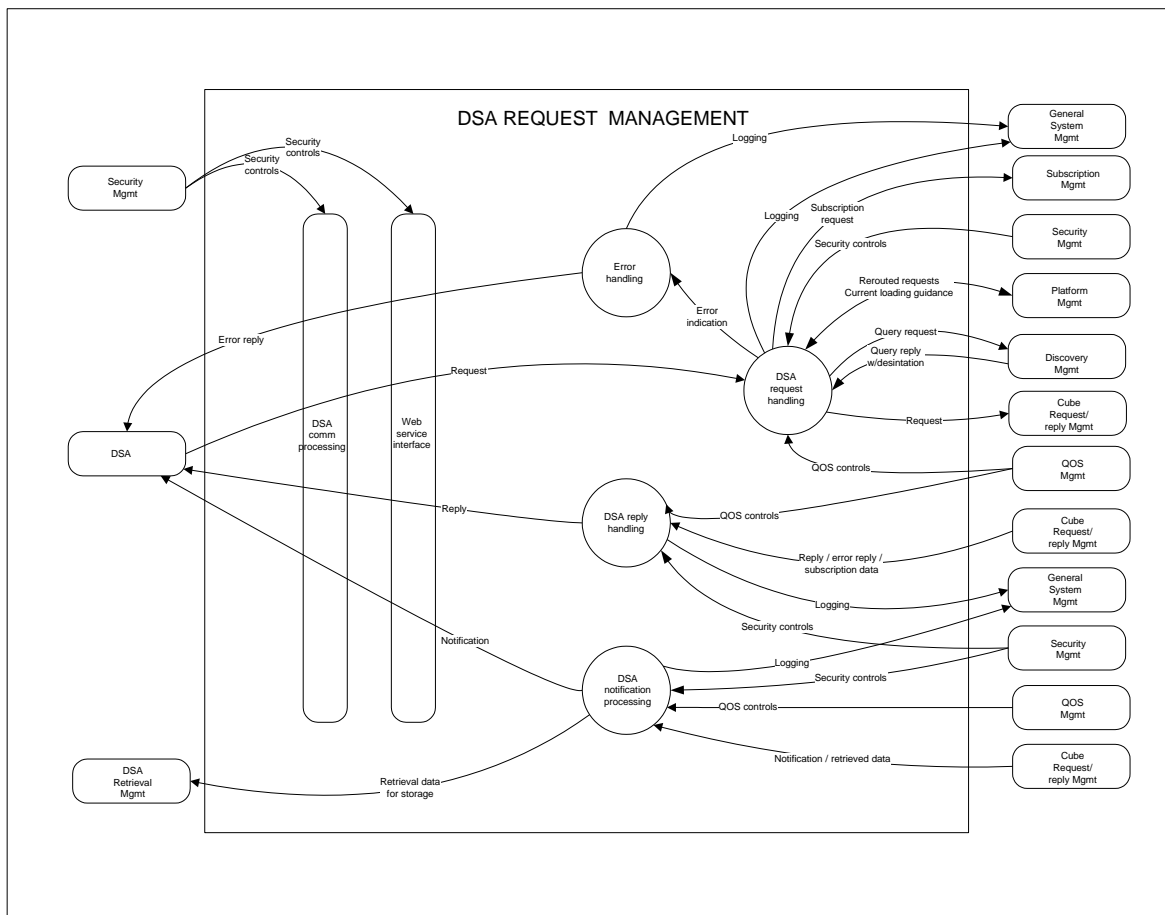 DSA REQUEST  MANAGEMENT
Security
Mgmt
Security
controls
Security
controls
DSA
comm
processing
Web
service
interface
Error
handling
Logging
General
System
Mgmt
Logging
Subscription
request
Subscription
Mgmt
Security controls
Security
Mgmt
Rerouted requests
Current loading guidance
Platform
Mgmt
Error
indication
Query request
Query reply
w/desintation
Discovery
Mgmt
Error reply
Request
DSA
request
handling
Request
Cube
Request/
reply Mgmt
DSA
QOS controls
QOS
Mgmt
Reply
DSA reply
handling
QOS controls
Reply / error reply /
subscription data
Cube
Request/
reply Mgmt
Logging
General
System
Mgmt
Security controls
Security
Mgmt
Notification
DSA
notification
processing
Logging
Security controls
QOS controls
QOS
Mgmt
Notification / retrieved data
Cube
Request/
reply Mgmt
DSA
Retrieval
Mgmt
Retrieval data
for storage